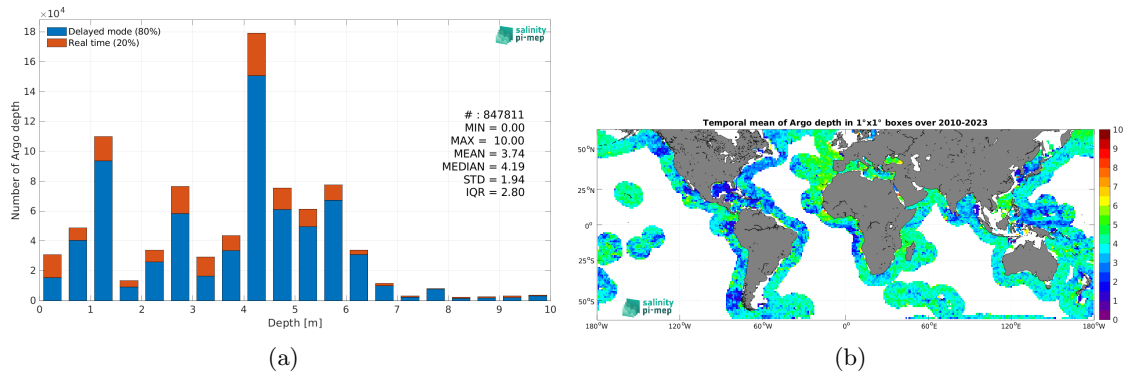 ×10⁴
18
16
14
12
10
8
6
4
2
0
Number of Argo depth
Delayed mode (80%)
Real time (20%)
salinity
pi-mep
# : 847811
MIN = 0.00
MAX = 10.00
MEAN = 3.74
MEDIAN = 4.19
STD = 1.94
IQR = 2.80
0 1 2 3 4 5 6 7 8 9 10
Depth [m]
(a)
Temporal mean of Argo depth in 1°x1° boxes over 2010-2023
50°N
25°N
0°
25°S
50°S
180°W 120°W 60°W 0° 60°E 120°E 180°W
salinity
pi-mep
10
9
8
7
6
5
4
3
2
1
0
(b)